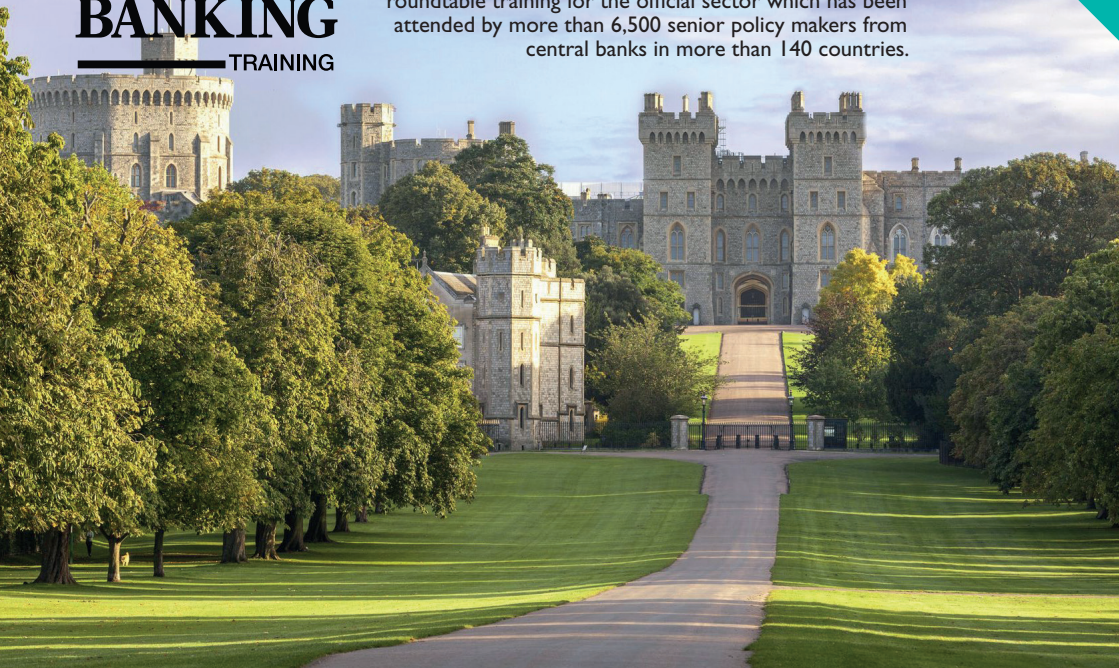 BANKING
TRAINING
roundtable training for the official sector which has been
attended by more than 6,500 senior policy makers from
central banks in more than 140 countries.